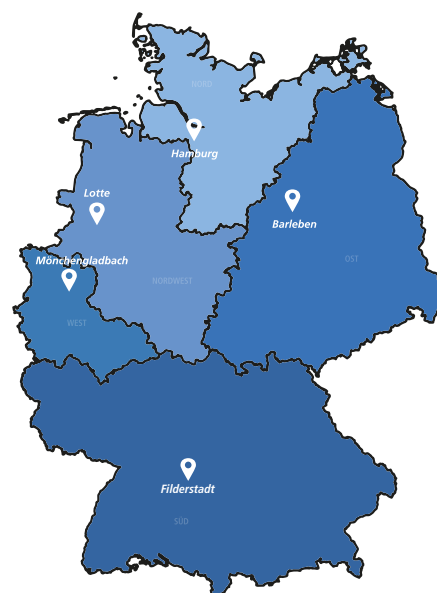 NORD
Hamburg
Lotte
Barleben
Mönchengladbach
OST
NORDWEST
WEST
Filderstadt
SÜD